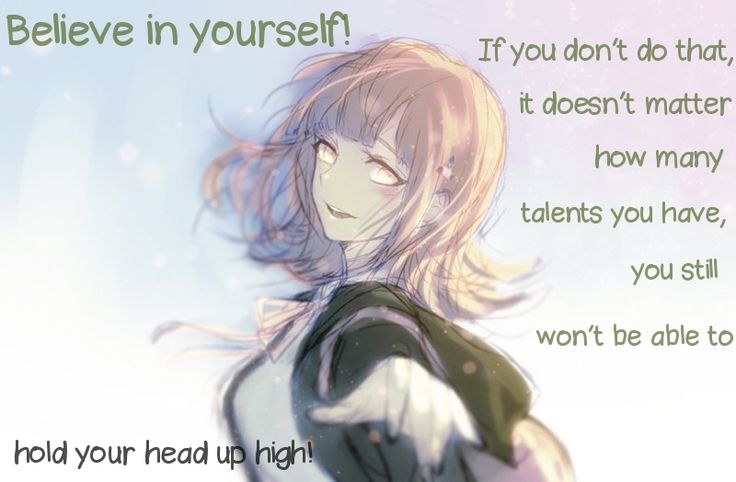 Believe in yourself!
If you don't do that,
it doesn't matter
how many
talents you have,
you still
won't be able to
hold your head up high!